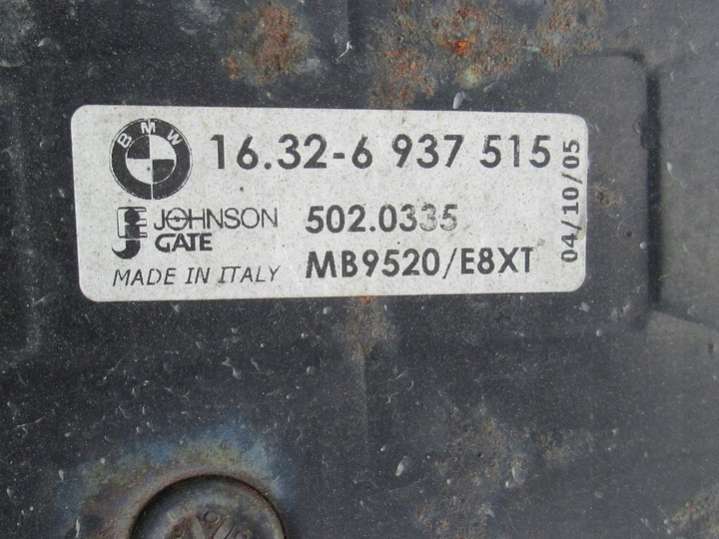 BMW
16.32-6 937 515
JOHNSON
GATE
502.0335
MADE IN ITALY
MB9520/E8XT
04/10/05